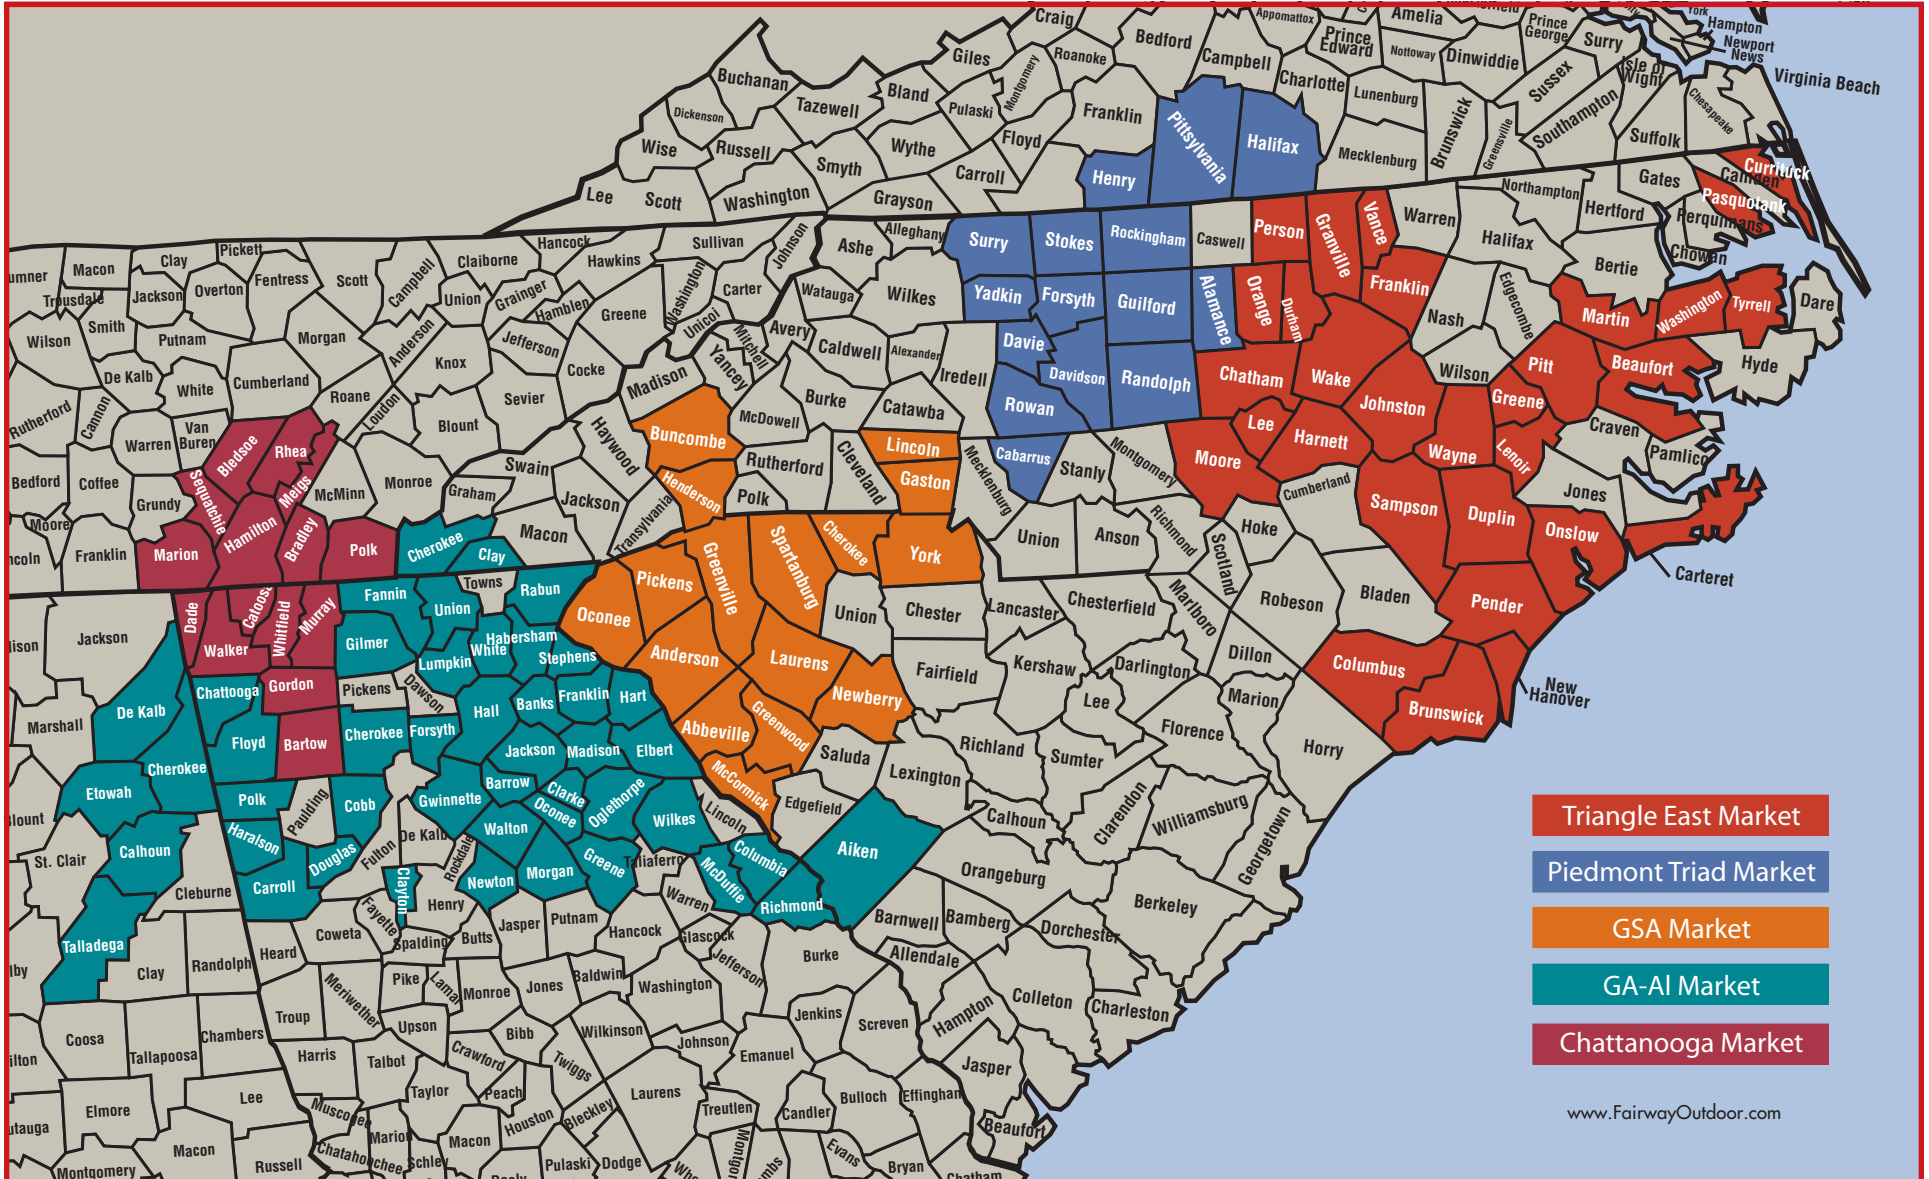 Craig
Appomattox
Amelia
Prince
George
Surry
York
Hampton
Newport
News
Giles
Roanoke
Bedford
Campbell
Prince
Edward
Nottoway
Dinwiddie
Sussex
Isle of
Wight
Virginia Beach
Buchanan
Tazewell
Bland
Pulaski
Montgomery
Franklin
Charlotte
Lunenburg
Brunswick
Greensville
Southampton
Suffolk
Chesapeake
Dickenson
Wise
Russell
Smyth
Wythe
Floyd
Carroll
Henry
Pittsylvania
Halifax
Mecklenburg
Lee
Scott
Washington
Grayson
Currituck
Camden
Pasquotank
Perquimans
Chowan
Gates
Hertford
Northampton
Halifax
Warren
Vance
Granville
Person
Caswell
Rockingham
Stokes
Surry
Alleghany
Ashe
Johnson
Sullivan
Hancock
Hawkins
Claiborne
Campbell
Scott
Pickett
Fentress
Clay
Macon
umner
Trousdale
Jackson
Overton
Union
Grainger
Hamblen
Greene
Washington
Carter
Unicoi
Watauga
Wilkes
Yadkin
Forsyth
Guilford
Alamance
Orange
Durham
Franklin
Nash
Edgecombe
Bertie
Martin
Washington
Tyrrell
Dare
Wilson
Smith
Putnam
Morgan
Anderson
Knox
Jefferson
Cocke
Madison
Yancey
Mitchell
Avery
Caldwell
Alexander
Iredell
Davie
Davidson
Randolph
Chatham
Wake
Johnston
Wilson
Greene
Pitt
Beaufort
Hyde
De Kalb
White
Cumberland
Roane
Loudon
Blount
Sevier
Rutherford
Cannon
Warren
Van
Buren
Bledsoe
Rhea
Meigs
McMinn
Monroe
Haywood
Buncombe
McDowell
Burke
Catawba
Lincoln
Gaston
Rowan
Cabarrus
Stanly
Montgomery
Moore
Lee
Harnett
Wayne
Lenoir
Craven
Pamlico
Jones
Bedford
Coffee
Grundy
Sequatchie
Hamilton
Bradley
Polk
Graham
Swain
Jackson
Macon
Transylvania
Henderson
Polk
Rutherford
Cleveland
Mecklenburg
Union
Anson
Richmond
Scotland
Hoke
Cumberland
Sampson
Duplin
Onslow
Carteret
Moore
ncoln
Franklin
Marion
Cherokee
Clay
Towns
Rabun
Oconee
Pickens
Greenville
Spartanburg
Cherokee
York
Union
Chester
Lancaster
Chesterfield
Marlboro
Robeson
Bladen
Pender
Columbus
Brunswick
New
Hanover
lison
Jackson
Dade
Walker
Catoosa
Whitfield
Murray
Fannin
Gilmer
Union
Lumpkin
White
Habersham
Stephens
Anderson
Laurens
Newberry
Fairfield
Kershaw
Darlington
Dillon
Marion
Lee
Florence
Horry
Marshall
De Kalb
Chattooga
Gordon
Pickens
Dawson
Hall
Banks
Franklin
Hart
Abbeville
Greenwood
McCormick
Saluda
Richland
Lexington
Sumter
Cherokee
Floyd
Bartow
Cherokee
Forsyth
Jackson
Madison
Elbert
Etowah
Polk
Paulding
Cobb
Gwinnette
Barrow
Clarke
Oconee
Oglethorpe
Wilkes
Lincoln
Edgefield
Aiken
Calhoun
Clarendon
Williamsburg
Georgetown
Orangeburg
Berkeley
Blount
St. Clair
Calhoun
Cleburne
Haralson
Douglas
Carroll
Fulton
De Kalb
Rockdale
Clayton
Henry
Newton
Walton
Morgan
Greene
Taliaferro
Warren
McDuffie
Columbia
Richmond
Barnwell
Bamberg
Dorchester
Allendale
Talladega
Clay
Randolph
Heard
Coweta
Fayette
Spalding
Butts
Jasper
Putnam
Hancock
Glascock
Jefferson
Burke
lby
Meriwether
Pike
Lamar
Monroe
Jones
Baldwin
Washington
Jenkins
Screven
Hampton
Colleton
Charleston
Coosa
Tallapoosa
Chambers
Troup
Harris
Upson
Talbot
Crawford
Bibb
Twiggs
Wilkinson
Johnson
Emanuel
Jasper
Beaufort
ilton
Elmore
Lee
Taylor
Peach
Houston
Bleckley
Laurens
Treutlen
Candler
Bulloch
Effingham
utauga
Macon
Russell
Muscogee
Chatahoochee
Marion
Schley
Macon
Pulaski
Dodge
Evans
Bryan
Chatham
Montgomery
Triangle East Market
Piedmont Triad Market
GSA Market
GA-Al Market
Chattanooga Market
www.FairwayOutdoor.com